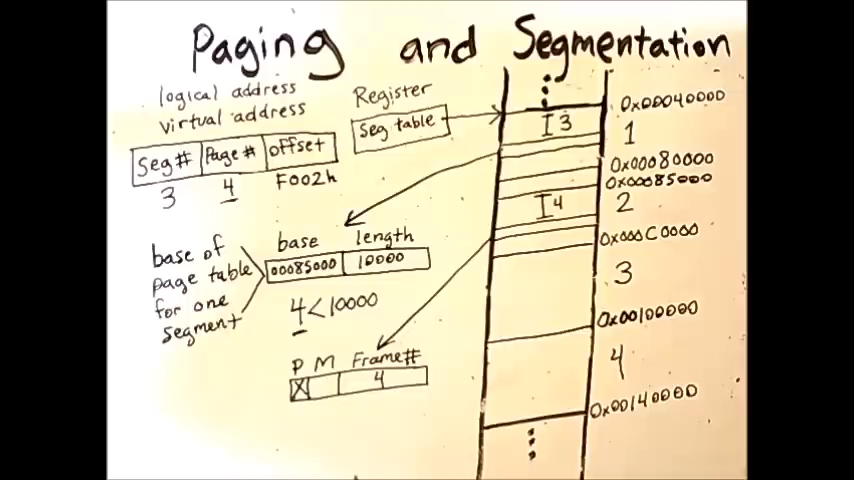 Paging and Segmentation
logical address
virtual address
Seg# Page# offset
3 4 F002h
Register
Seg table
base of
page table
for one
segment
base length
00085000 10000
4<10000
P M Frame#
X 4
3
4
0x00040000
1
0x00080000
0x00085000
2
0x000C0000
3
0x00100000
4
0x00140000